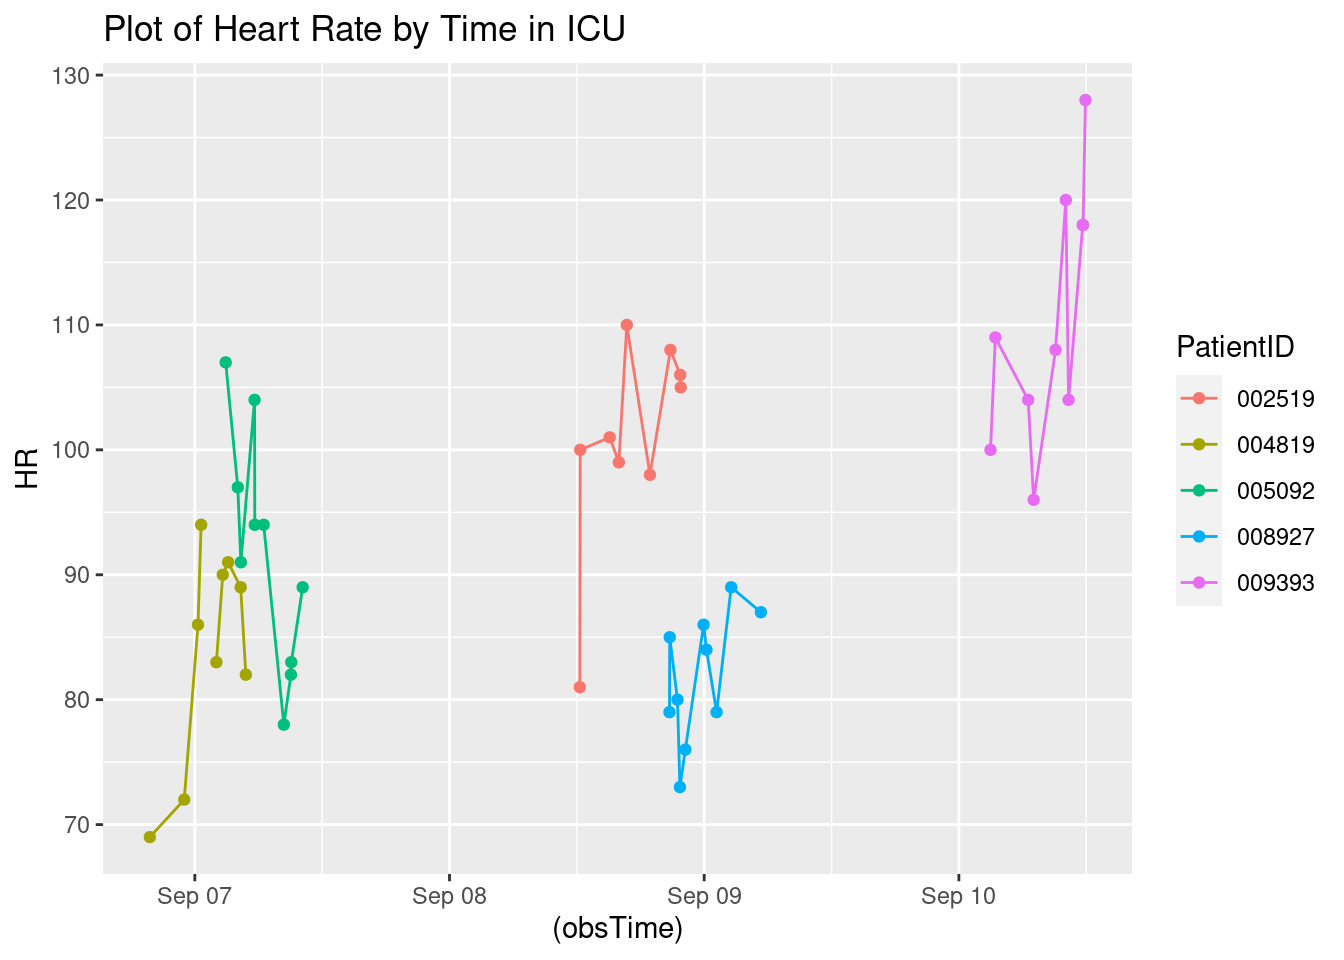 Plot of Heart Rate by Time in ICU
130
120
110
100
90
80
70
HR
Sep 07
Sep 08
Sep 09
Sep 10
(obsTime)
PatientID
002519
004819
005092
008927
009393